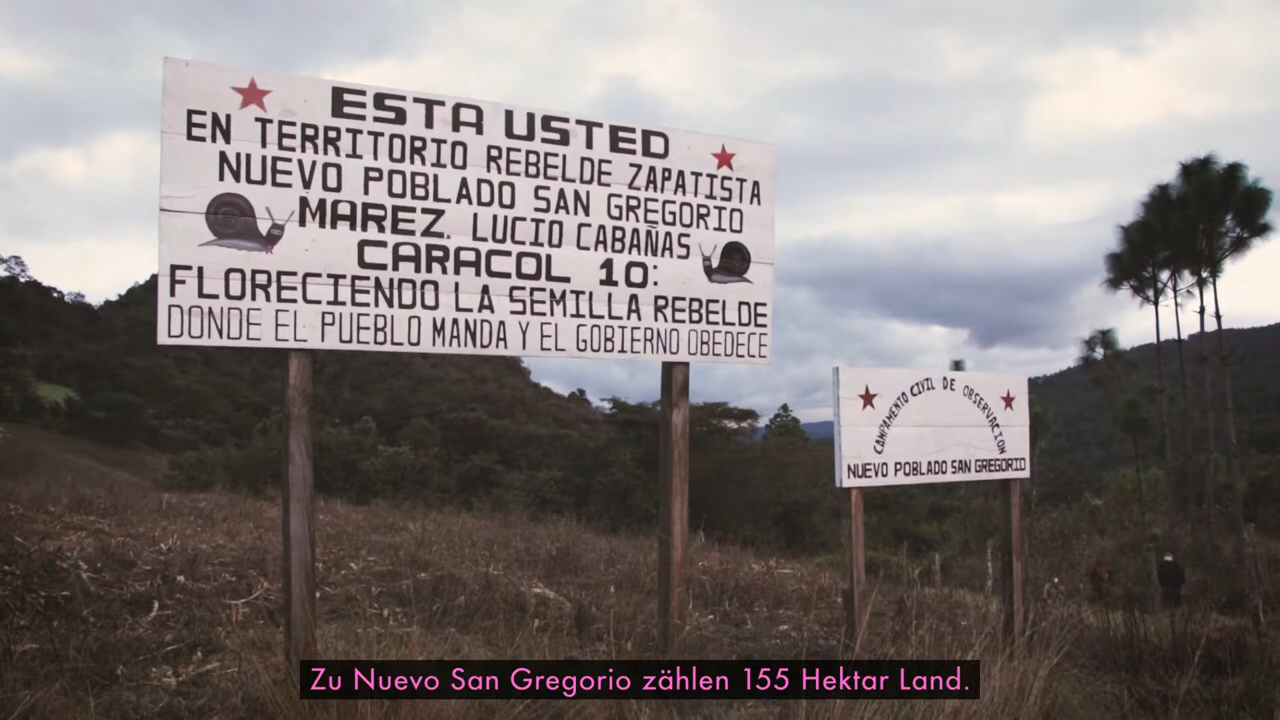 ESTA USTED
EN TERRITORIO REBELDE ZAPATISTA
NUEVO POBLADO SAN GREGORIO
MAREZ. LUCIO CABAÑAS
CARACOL 10:
FLORECIENDO LA SEMILLA REBELDE
DONDE EL PUEBLO MANDA Y EL GOBIERNO OBEDECE
CAMPAMENTO CIVIL DE OBSERVACION
NUEVO POBLADO SAN GREGORIO
Zu Nuevo San Gregorio zählen 155 Hektar Land.